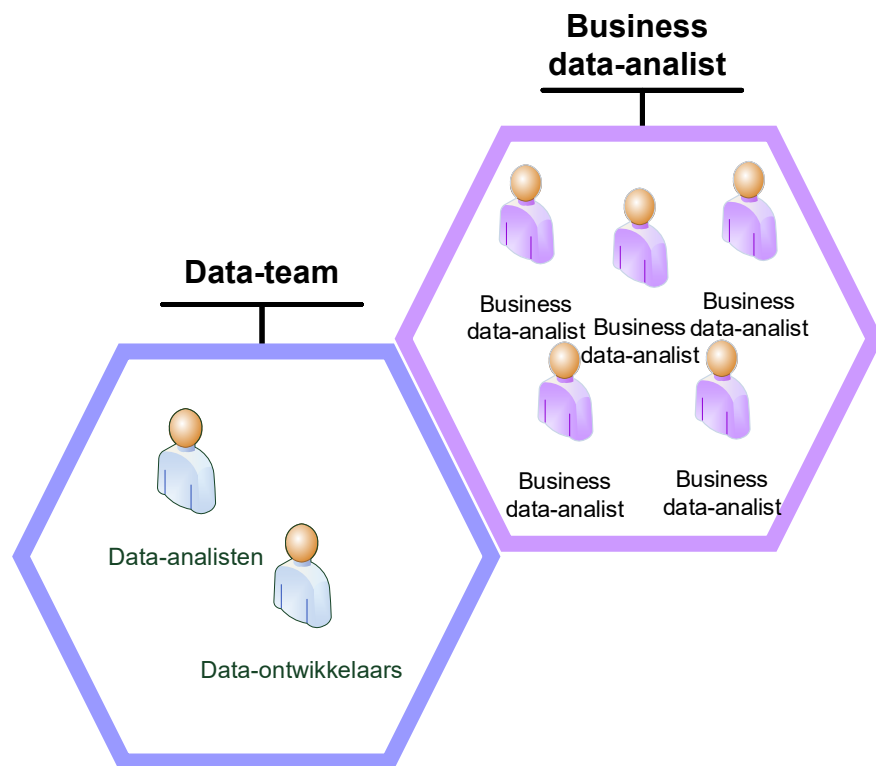 Business
data-analist
Data-team
Business
data-analist
Business
data-analist
Business
data-analist
Business
data-analist
Business
data-analist
Data-analisten
Data-ontwikkelaars